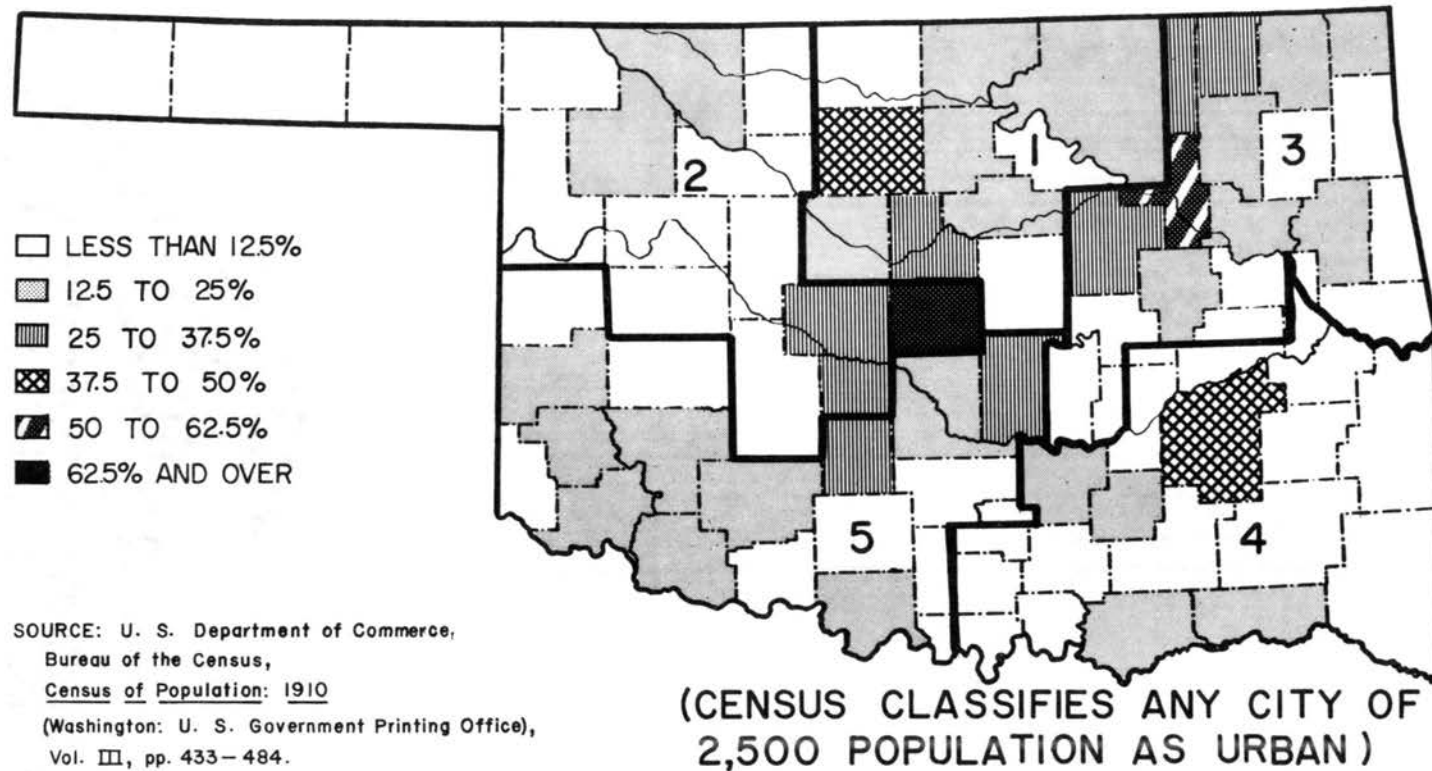 2
1
3
5
4
LESS THAN 12.5%
12.5 TO 25%
25 TO 37.5%
37.5 TO 50%
50 TO 62.5%
62.5% AND OVER
SOURCE: U. S. Department of Commerce,
Bureau of the Census,
Census of Population: 1910
(Washington: U. S. Government Printing Office),
Vol. III, pp. 433—484.
(CENSUS CLASSIFIES ANY CITY OF
2,500 POPULATION AS URBAN)